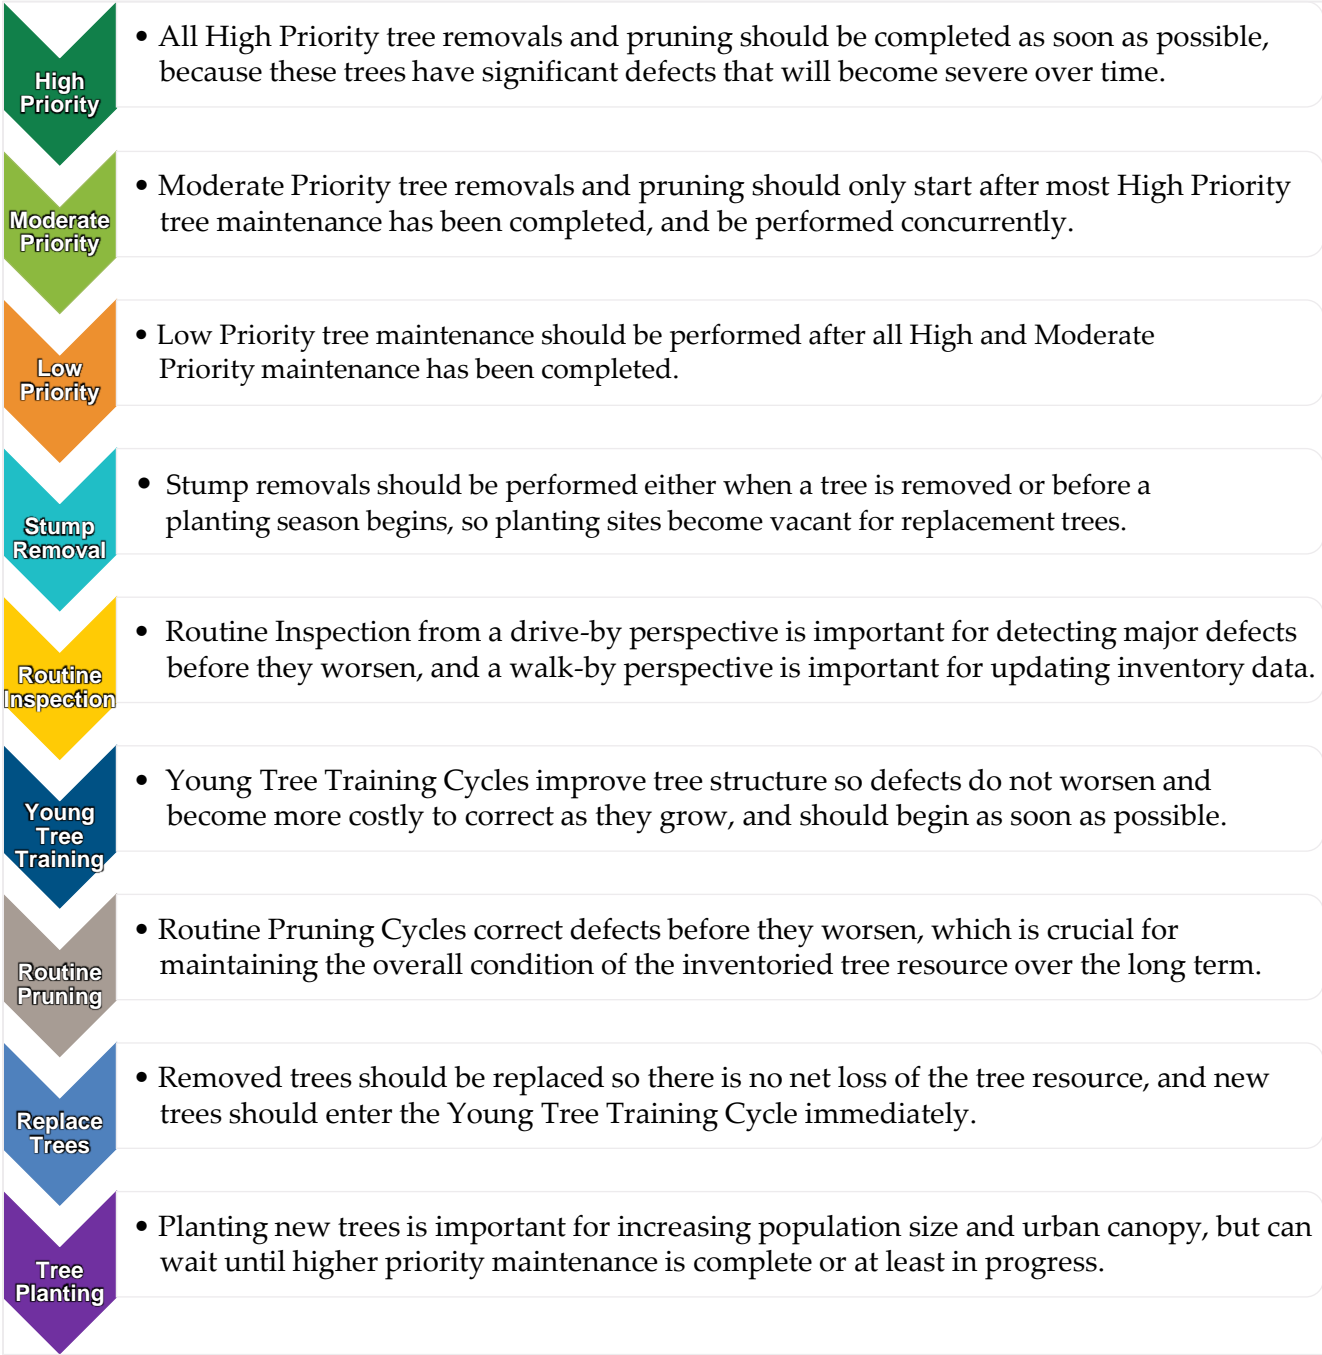 High
Priority
• All High Priority tree removals and pruning should be completed as soon as possible,
because these trees have significant defects that will become severe over time.
Moderate
Priority
• Moderate Priority tree removals and pruning should only start after most High Priority
tree maintenance has been completed, and be performed concurrently.
Low
Priority
• Low Priority tree maintenance should be performed after all High and Moderate
Priority maintenance has been completed.
Stump
Removal
• Stump removals should be performed either when a tree is removed or before a
planting season begins, so planting sites become vacant for replacement trees.
Routine
Inspection
• Routine Inspection from a drive-by perspective is important for detecting major defects
before they worsen, and a walk-by perspective is important for updating inventory data.
Young
Tree
Training
• Young Tree Training Cycles improve tree structure so defects do not worsen and
become more costly to correct as they grow, and should begin as soon as possible.
Routine
Pruning
• Routine Pruning Cycles correct defects before they worsen, which is crucial for
maintaining the overall condition of the inventoried tree resource over the long term.
Replace
Trees
• Removed trees should be replaced so there is no net loss of the tree resource, and new
trees should enter the Young Tree Training Cycle immediately.
Tree
Planting
• Planting new trees is important for increasing population size and urban canopy, but can
wait until higher priority maintenance is complete or at least in progress.